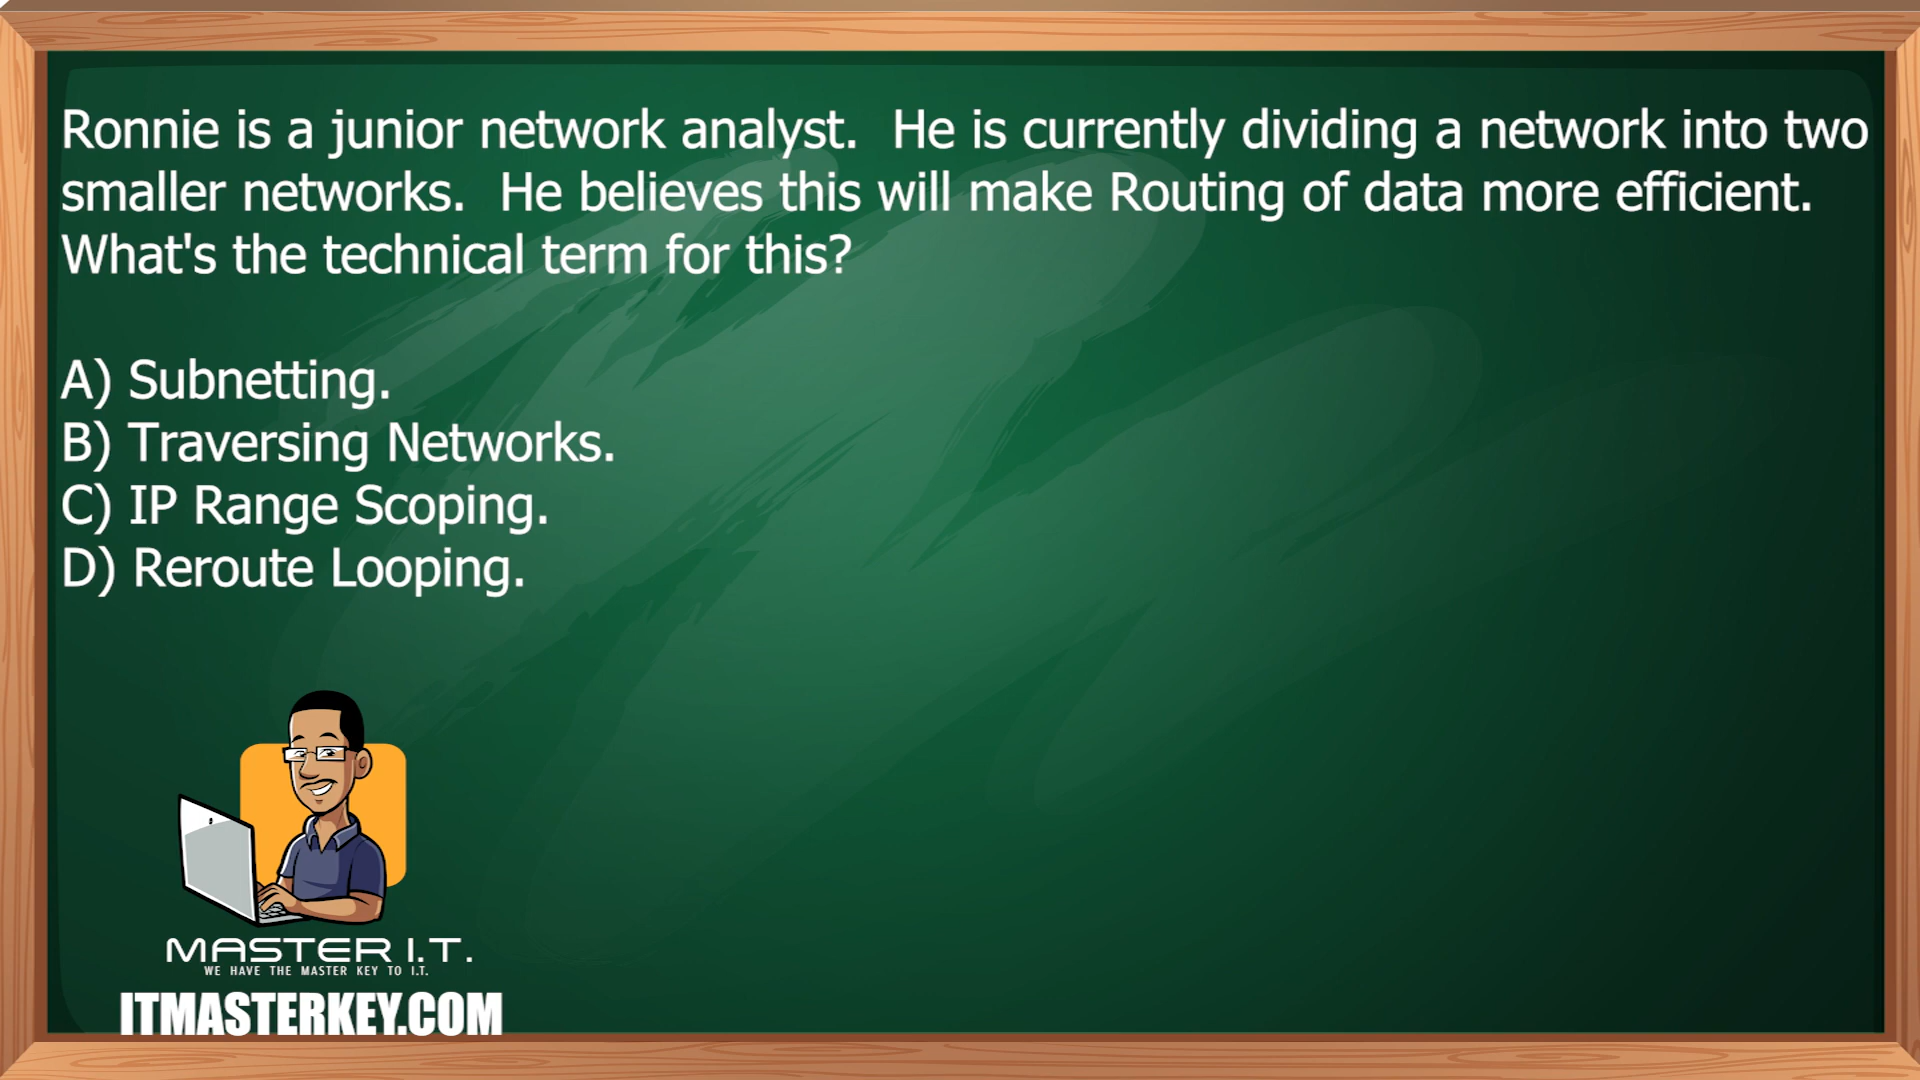 Ronnie is a junior network analyst.  He is currently dividing a network into two
smaller networks.  He believes this will make Routing of data more efficient.
What's the technical term for this?
A) Subnetting.
B) Traversing Networks.
C) IP Range Scoping.
D) Reroute Looping.
MASTER I.T.
WE HAVE THE MASTER KEY TO I.T.
ITMASTERKEY.COM